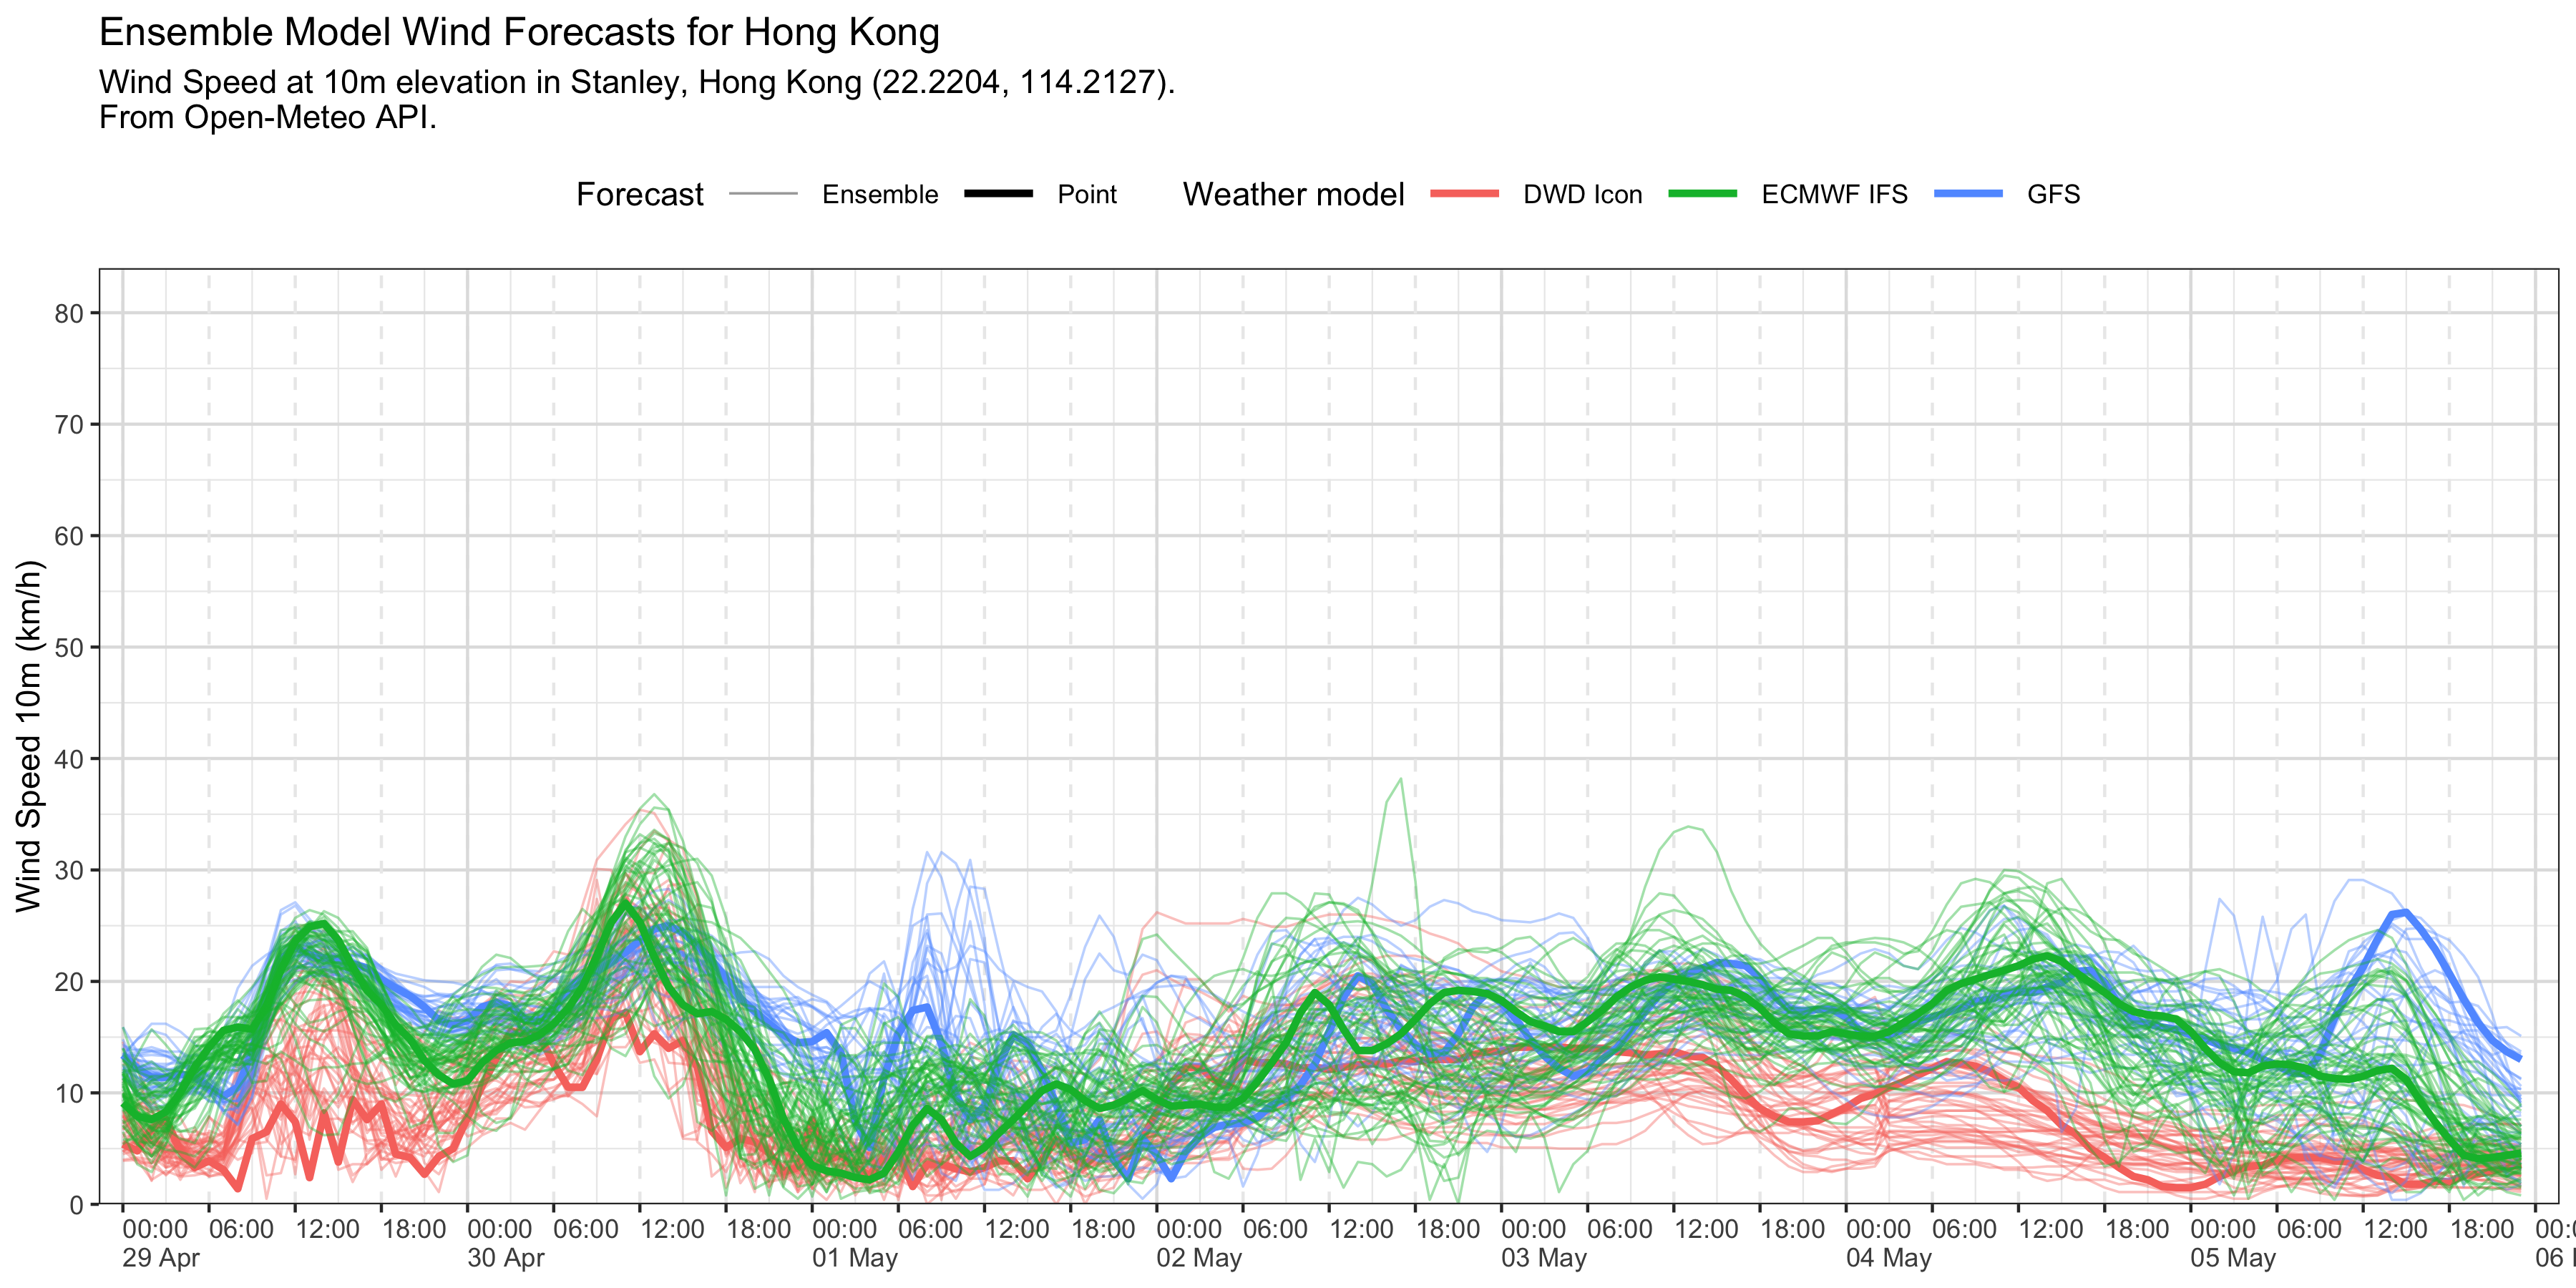 Ensemble Model Wind Forecasts for Hong Kong
Wind Speed at 10m elevation in Stanley, Hong Kong (22.2204, 114.2127).
From Open-Meteo API.
Forecast Ensemble Point Weather model DWD Icon ECMWF IFS GFS
Wind Speed 10m (km/h)
80
70
60
50
40
30
20
10
0
00:00 06:00 12:00 18:00 00:00 06:00 12:00 18:00 00:00 06:00 12:00 18:00 00:00 06:00 12:00 18:00 00:00 06:00 12:00 18:00 00:00 06:00 12:00 18:00 00:00 06:00 12:00 18:00
29 Apr 30 Apr 01 May 02 May 03 May 04 May 05 May 06